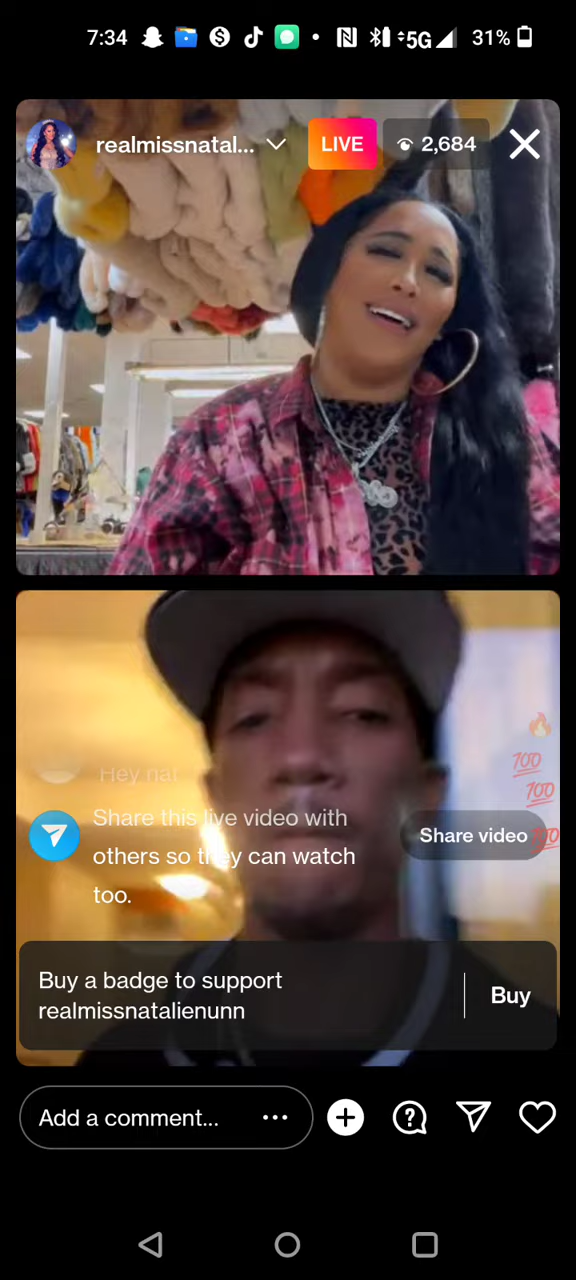 7:34
5G
31%
realmissnatal...
LIVE
2,684
Hey nat
Share this live video with
others so they can watch
too.
Share video
100
100
100
Buy a badge to support
realmissnatalienunn
Buy
Add a comment...